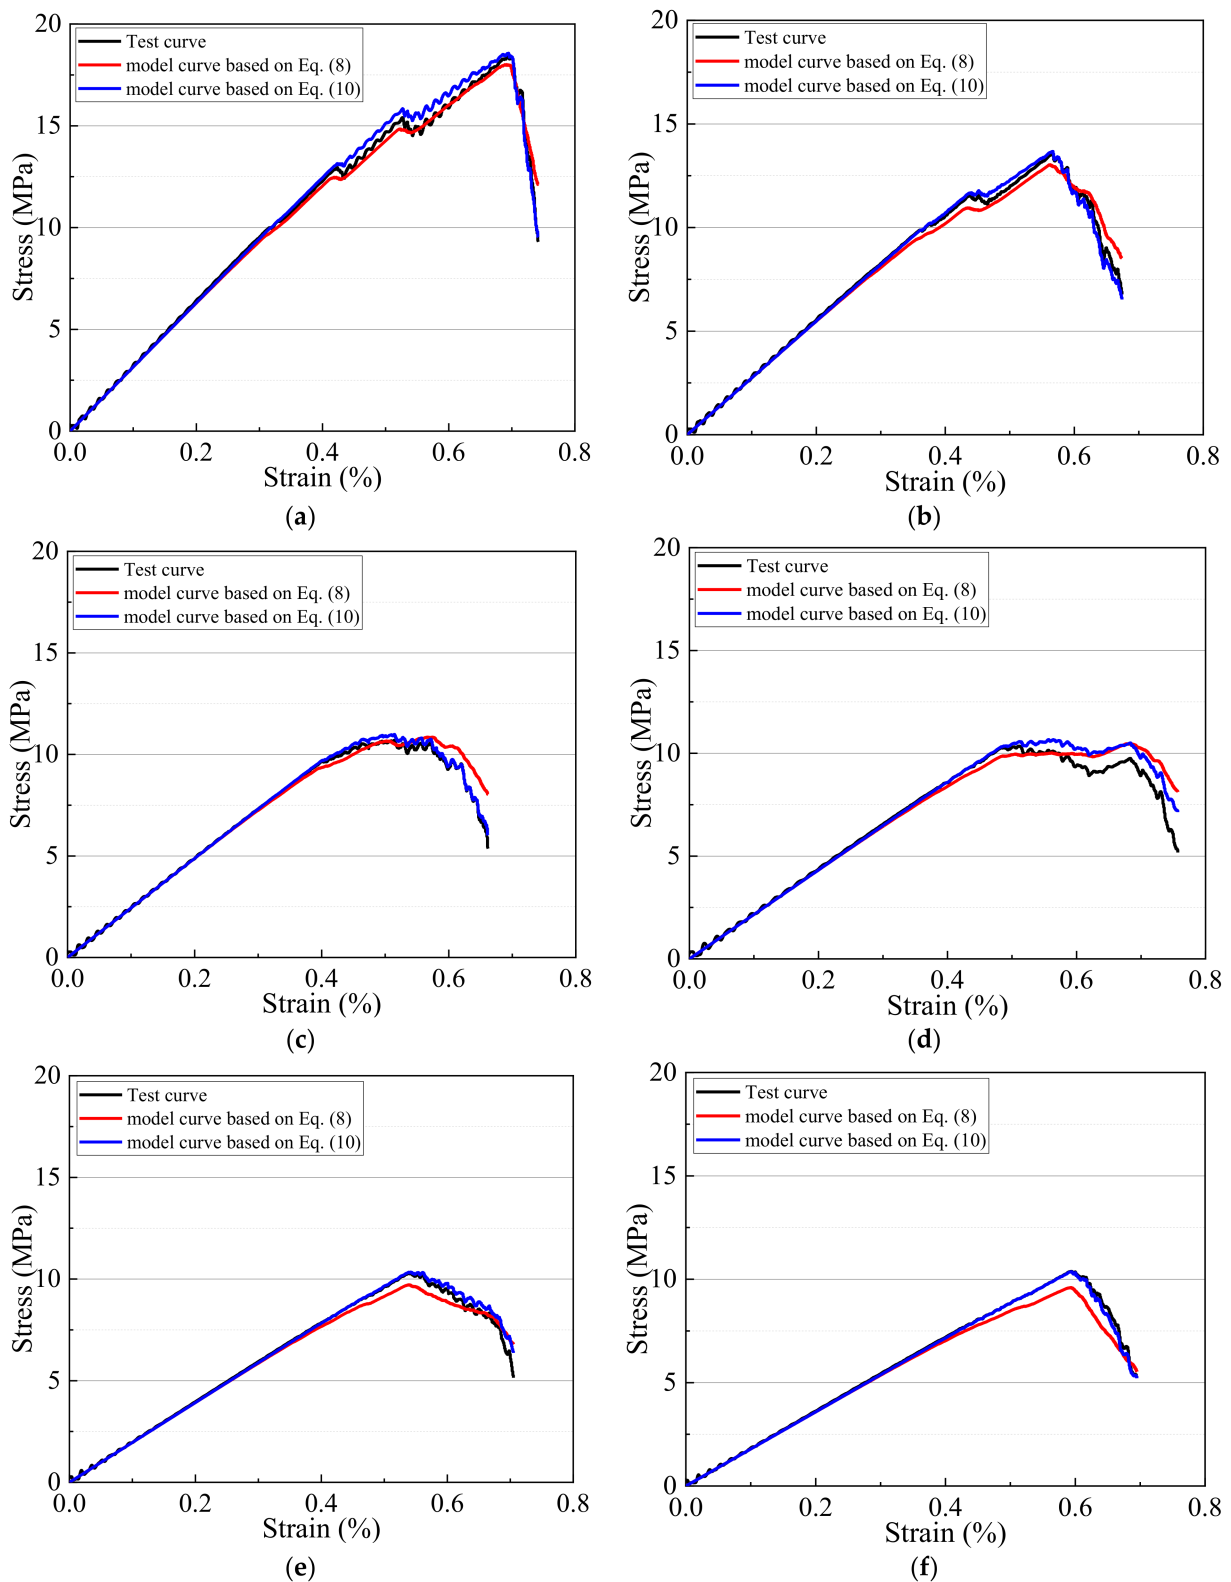 20
15
10
5
0
Stress (MPa)
Test curve
model curve based on Eq. (8)
model curve based on Eq. (10)
0.0 0.2 0.4 0.6 0.8
Strain (%)
(a)
20
15
10
5
0
Stress (MPa)
Test curve
model curve based on Eq. (8)
model curve based on Eq. (10)
0.0 0.2 0.4 0.6 0.8
Strain (%)
(b)
20
15
10
5
0
Stress (MPa)
Test curve
model curve based on Eq. (8)
model curve based on Eq. (10)
0.0 0.2 0.4 0.6 0.8
Strain (%)
(c)
20
15
10
5
0
Stress (MPa)
Test curve
model curve based on Eq. (8)
model curve based on Eq. (10)
0.0 0.2 0.4 0.6 0.8
Strain (%)
(d)
20
15
10
5
0
Stress (MPa)
Test curve
model curve based on Eq. (8)
model curve based on Eq. (10)
0.0 0.2 0.4 0.6 0.8
Strain (%)
(e)
20
15
10
5
0
Stress (MPa)
Test curve
model curve based on Eq. (8)
model curve based on Eq. (10)
0.0 0.2 0.4 0.6 0.8
Strain (%)
(f)